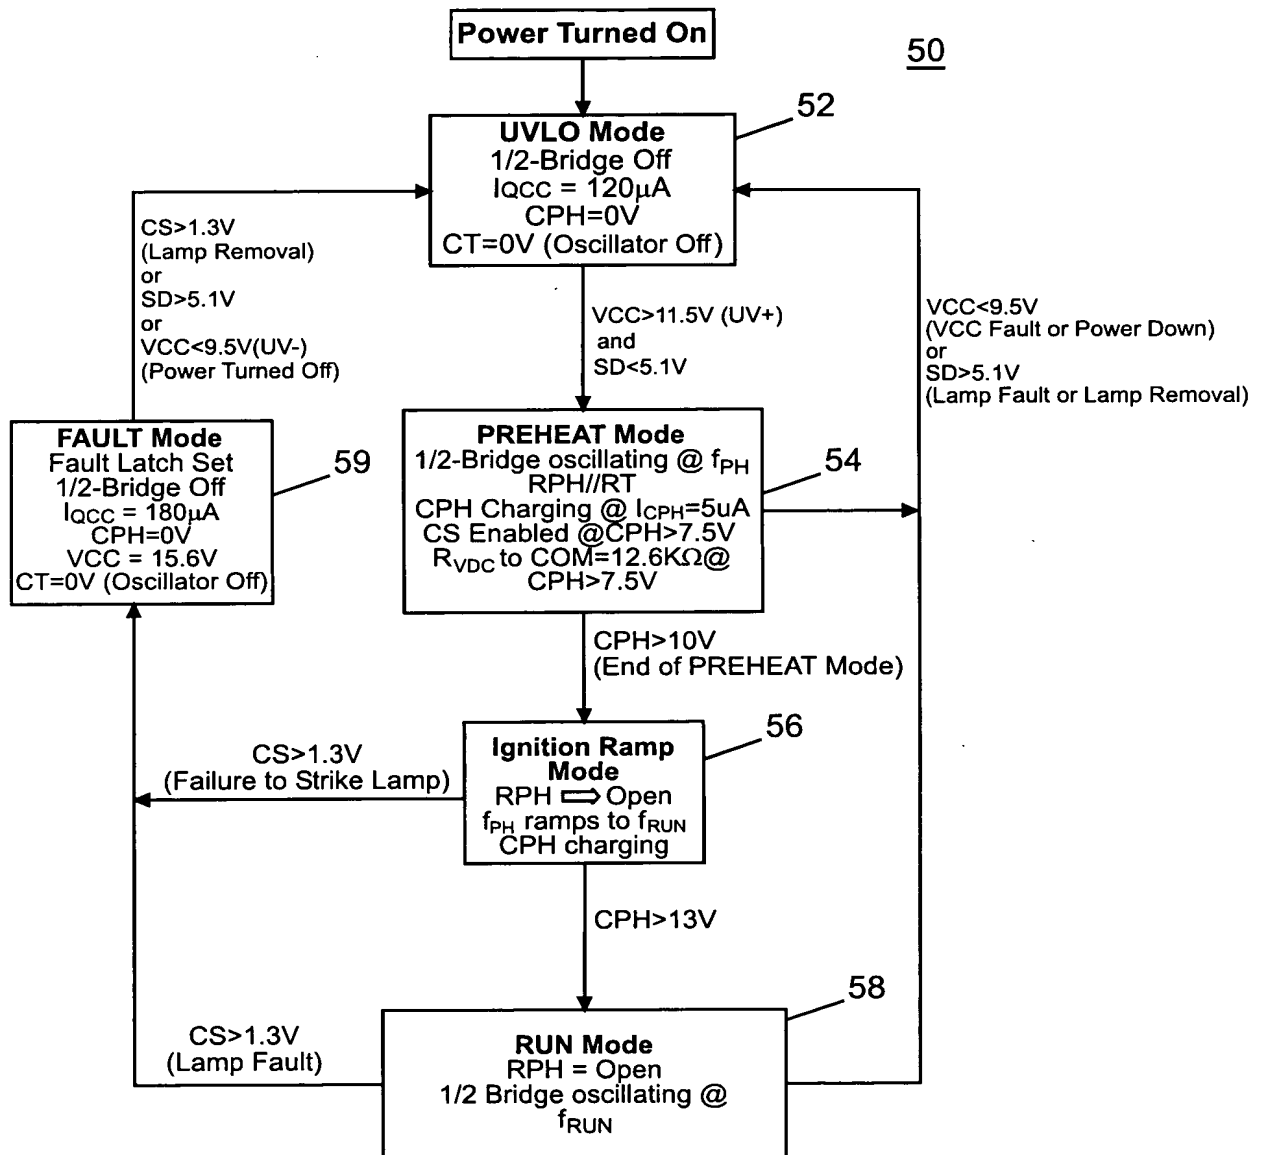 Power Turned On
50
52
UVLO Mode
1/2-Bridge Off
IQCC = 120µA
CPH=0V
CT=0V (Oscillator Off)
CS>1.3V
(Lamp Removal)
or
SD>5.1V
or
VCC<9.5V(UV-)
(Power Turned Off)
VCC>11.5V (UV+)
and
SD<5.1V
VCC<9.5V
(VCC Fault or Power Down)
or
SD>5.1V
(Lamp Fault or Lamp Removal)
FAULT Mode
Fault Latch Set
1/2-Bridge Off
IQCC = 180µA
CPH=0V
VCC = 15.6V
CT=0V (Oscillator Off)
59
PREHEAT Mode
1/2-Bridge oscillating @ fPH
RPH//RT
CPH Charging @ ICPH=5uA
CS Enabled @CPH>7.5V
RVDC to COM=12.6KΩ@
CPH>7.5V
54
CPH>10V
(End of PREHEAT Mode)
56
Ignition Ramp
Mode
RPH ⇒ Open
fPH ramps to fRUN
CPH charging
CS>1.3V
(Failure to Strike Lamp)
CPH>13V
58
CS>1.3V
(Lamp Fault)
RUN Mode
RPH = Open
1/2 Bridge oscillating @
fRUN